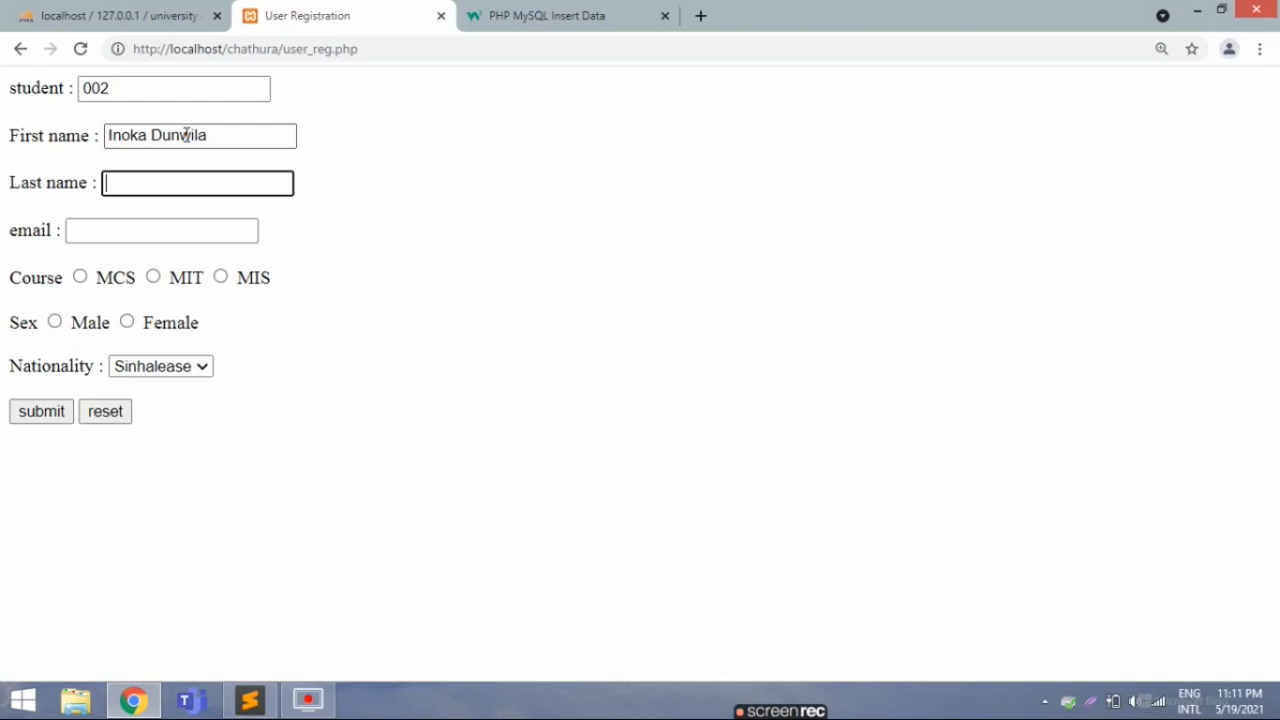 localhost / 127.0.0.1 / university
User Registration
PHP MySQL Insert Data
http://localhost/chathura/user_reg.php
student : 002
First name : Inoka Dunwila
Last name :
email :
Course MCS MIT MIS
Sex Male Female
Nationality : Sinhalease
submit reset
ENG 11:11 PM
INTL 5/19/2021
screenrec